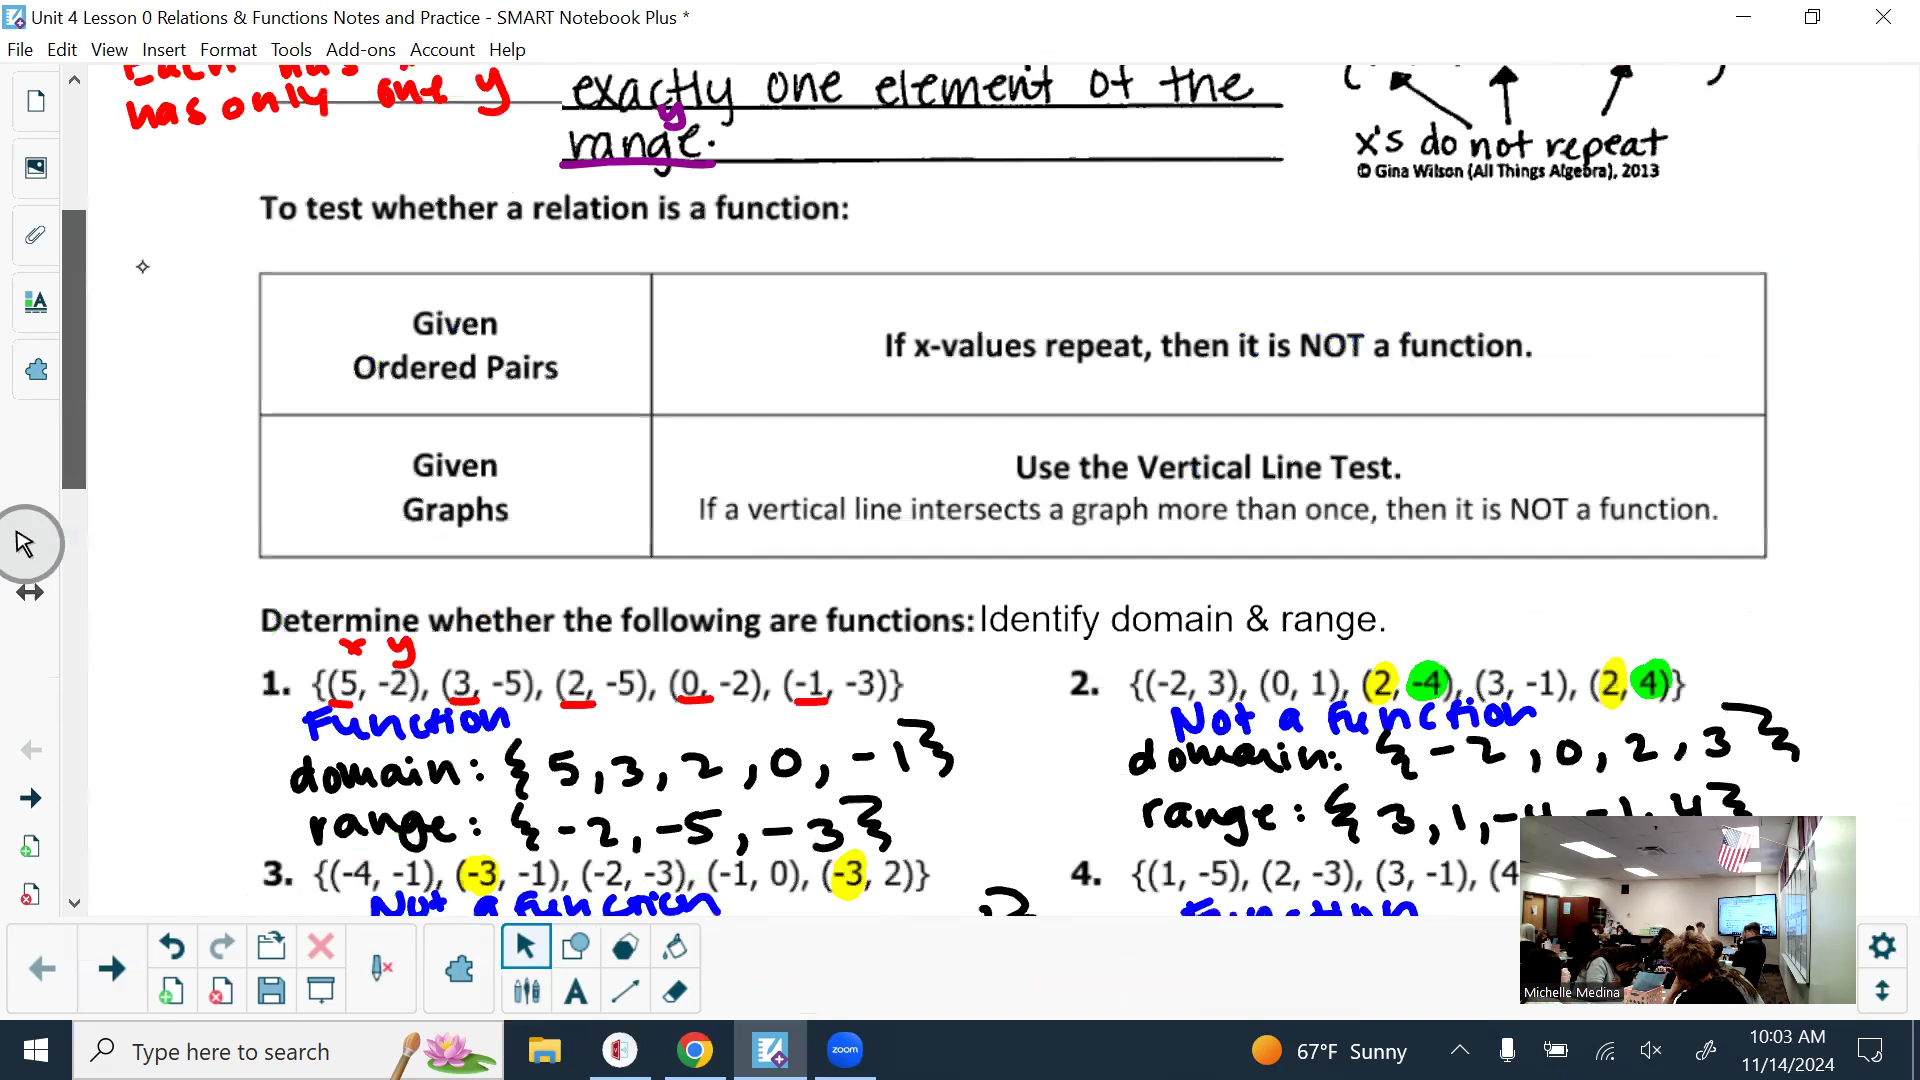 Unit 4 Lesson 0 Relations & Functions Notes and Practice - SMART Notebook Plus *
File Edit View Insert Format Tools Add-ons Account Help
has only one y
exactly one element of the
y
range.
x's do not repeat
© Gina Wilson (All Things Algebra), 2013
To test whether a relation is a function:
Given
Ordered Pairs
If x-values repeat, then it is NOT a function.
Given
Graphs
Use the Vertical Line Test.
If a vertical line intersects a graph more than once, then it is NOT a function.
Determine whether the following are functions: Identify domain & range.
x y
1. {(5, -2), (3, -5), (2, -5), (0, -2), (-1, -3)}
Function
domain: {5, 3, 2, 0, -1}
range: {-2, -5, -3}
2. {(-2, 3), (0, 1), (2, -4), (3, -1), (2, 4)}
Not a function
domain: {-2, 0, 2, 3}
range: {3, 1, -4, -1, 4}
3. {(-4, -1), (-3, -1), (-2, -3), (-1, 0), (-3, 2)}
Not a function
4. {(1, -5), (2, -3), (3, -1), (4
Function
Michelle Medina
Type here to search
zoom
67°F Sunny
10:03 AM
11/14/2024